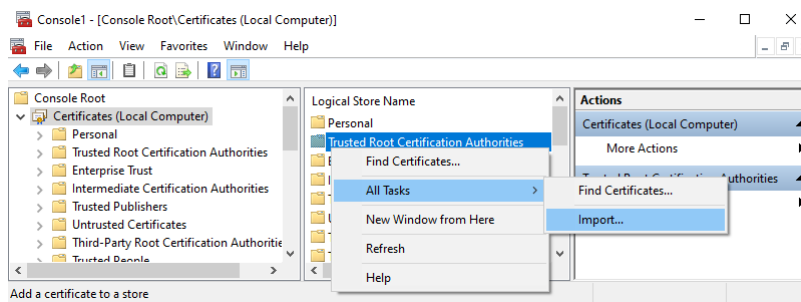 Console1 - [Console Root\Certificates (Local Computer)]
File Action View Favorites Window Help
Console Root
Certificates (Local Computer)
Personal
Trusted Root Certification Authorities
Enterprise Trust
Intermediate Certification Authorities
Trusted Publishers
Untrusted Certificates
Third-Party Root Certification Authoritie
Trusted People
Logical Store Name
Personal
Trusted Root Certification Authorities
Find Certificates...
All Tasks
New Window from Here
Refresh
Help
Find Certificates...
Import...
Actions
Certificates (Local Computer)
More Actions
Authorities
Add a certificate to a store